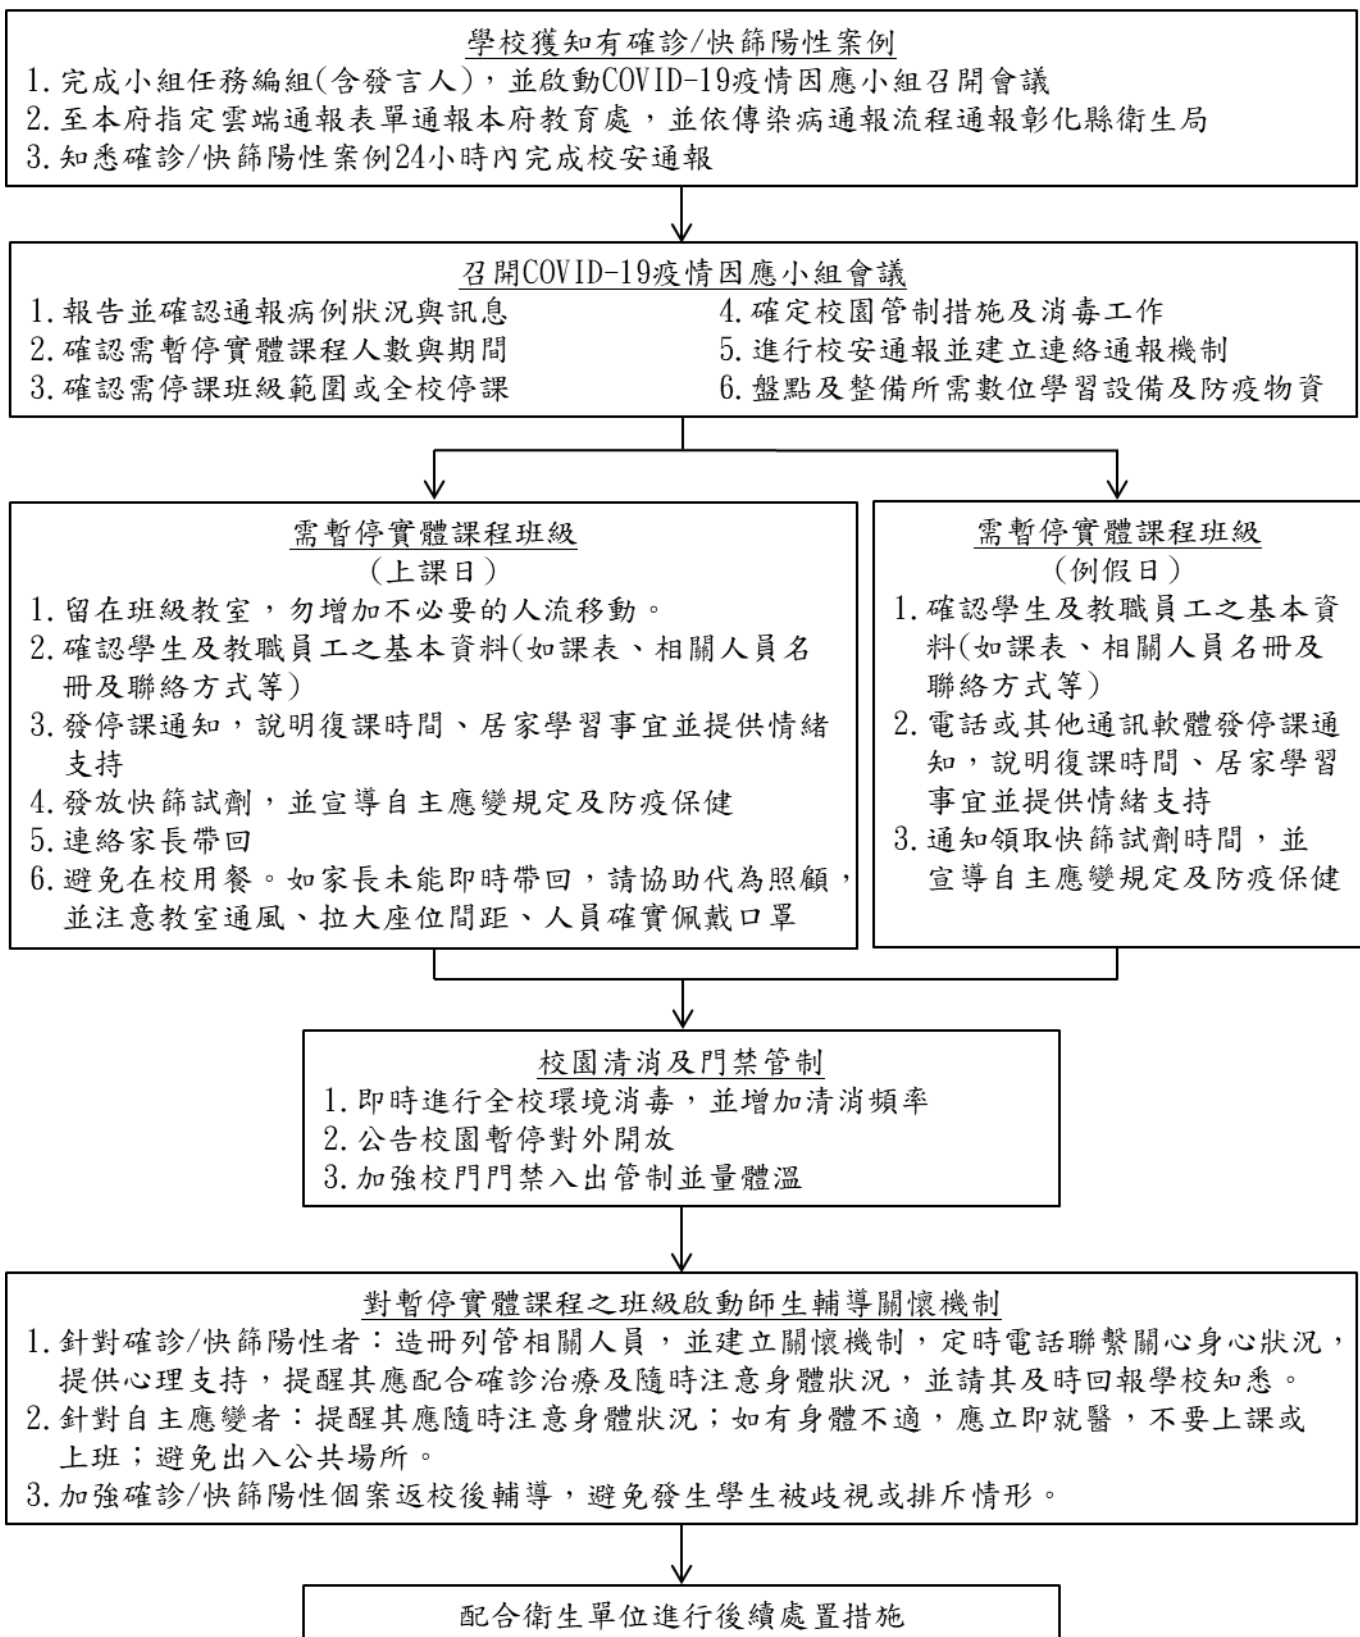 學校獲知有確診/快篩陽性案例
1.完成小組任務編組(含發言人)，並啟動COVID-19疫情因應小組召開會議
2.至本府指定雲端通報表單通報本府教育處，並依傳染病通報流程通報彰化縣衛生局
3.知悉確診/快篩陽性案例24小時內完成校安通報
召開COVID-19疫情因應小組會議
1.報告並確認通報病例狀況與訊息
2.確認需暫停實體課程人數與期間
3.確認需停課班級範圍或全校停課
4.確定校園管制措施及消毒工作
5.進行校安通報並建立連絡通報機制
6.盤點及整備所需數位學習設備及防疫物資
需暫停實體課程班級
(上課日)
1.留在班級教室，勿增加不必要的人流移動。
2.確認學生及教職員工之基本資料(如課表、相關人員名
冊及聯絡方式等)
3.發停課通知，說明復課時間、居家學習事宜並提供情緒
支持
4.發放快篩試劑，並宣導自主應變規定及防疫保健
5.連絡家長帶回
6.避免在校用餐。如家長未能即時帶回，請協助代為照顧，
並注意教室通風、拉大座位間距、人員確實佩戴口罩
需暫停實體課程班級
(例假日)
1.確認學生及教職員工之基本資
料(如課表、相關人員名冊及
聯絡方式等)
2.電話或其他通訊軟體發停課通
知，說明復課時間、居家學習
事宜並提供情緒支持
3.通知領取快篩試劑時間，並
宣導自主應變規定及防疫保健
校園清消及門禁管制
1.即時進行全校環境消毒，並增加清消頻率
2.公告校園暫停對外開放
3.加強校門門禁入出管制並量體溫
對暫停實體課程之班級啟動師生輔導關懷機制
1.針對確診/快篩陽性者：造冊列管相關人員，並建立關懷機制，定時電話聯繫關心身心狀況，
提供心理支持，提醒其應配合確診治療及隨時注意身體狀況，並請其及時回報學校知悉。
2.針對自主應變者：提醒其應隨時注意身體狀況；如有身體不適，應立即就醫，不要上課或
上班；避免出入公共場所。
3.加強確診/快篩陽性個案返校後輔導，避免發生學生被歧視或排斥情形。
配合衛生單位進行後續處置措施